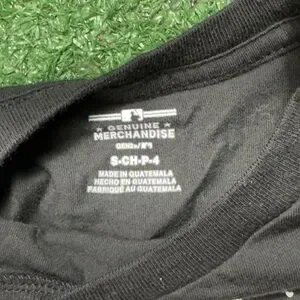 GENUINE
MERCHANDISE
S-CH-P-4
MADE IN GUATEMALA
HECHO EN GUATEMALA
FABRIQUÉ AU GUATEMALA